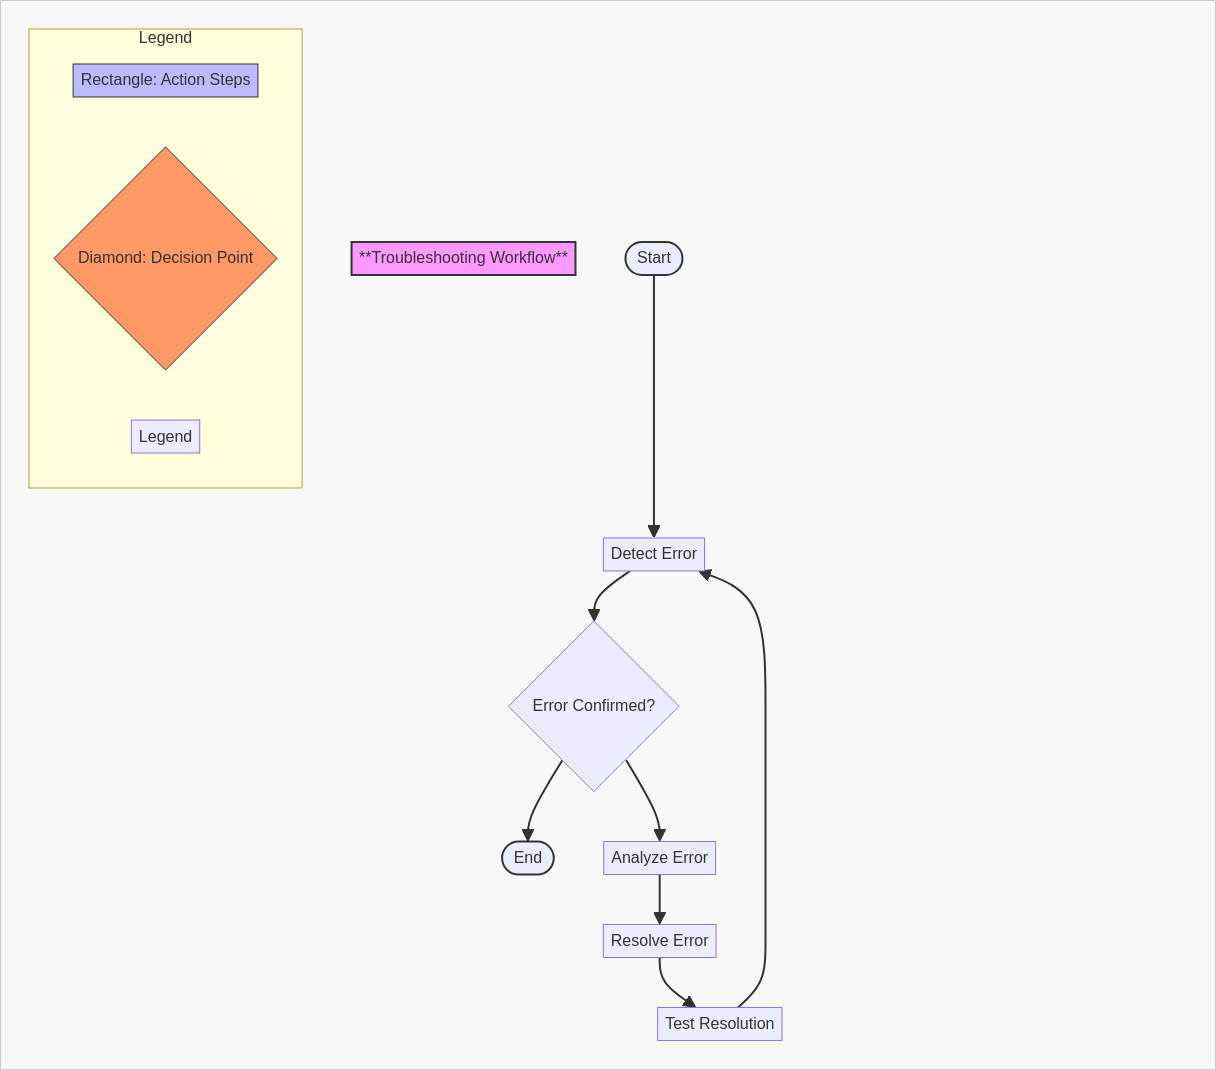 Legend
Rectangle: Action Steps
Diamond: Decision Point
Legend
**Troubleshooting Workflow**
Start
Detect Error
Error Confirmed?
End
Analyze Error
Resolve Error
Test Resolution